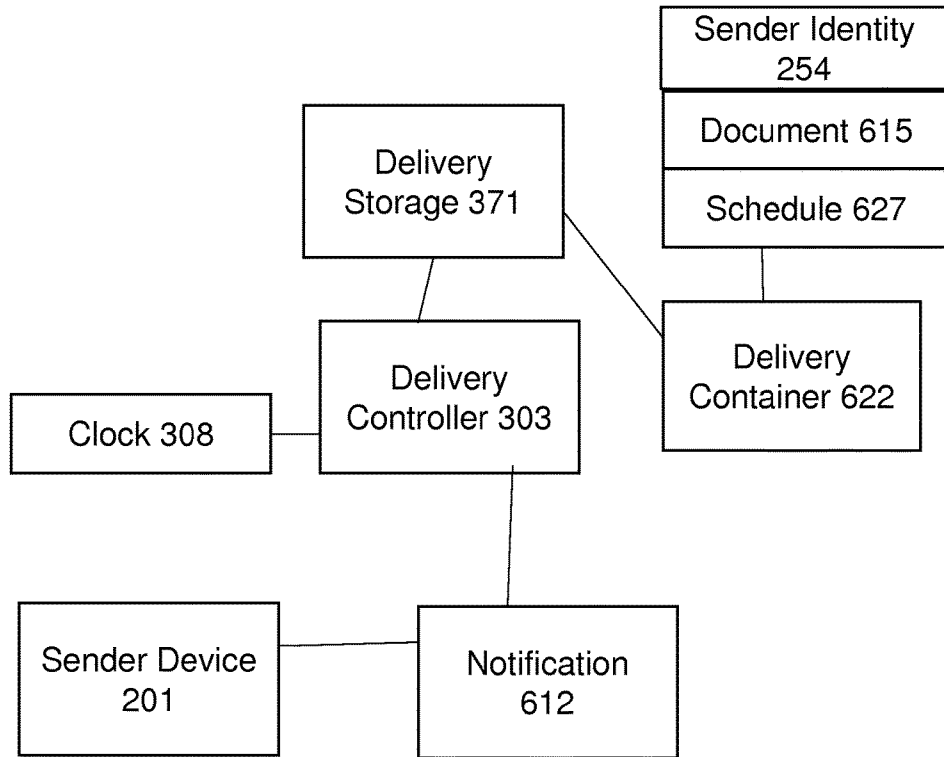 Sender Identity
254
Document 615
Schedule 627
Delivery
Storage 371
Delivery
Controller 303
Delivery
Container 622
Clock 308
Sender Device
201
Notification
612